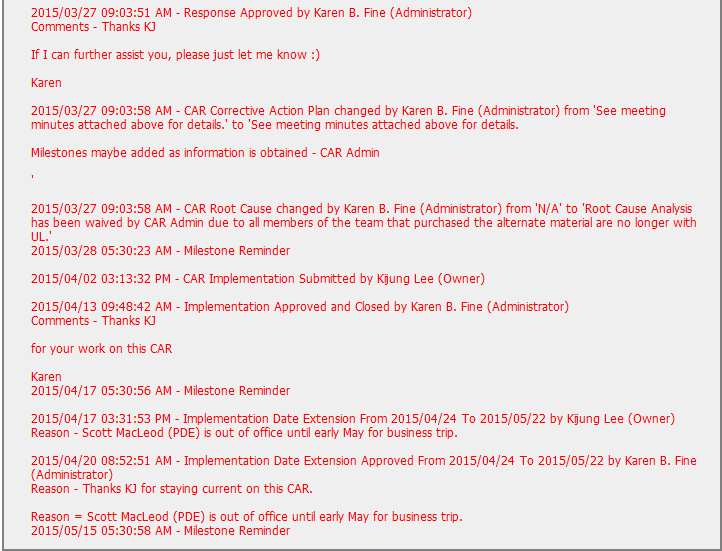 2015/03/27 09:03:51 AM - Response Approved by Karen B. Fine (Administrator)
Comments - Thanks KJ
If I can further assist you, please just let me know :)
Karen
2015/03/27 09:03:58 AM - CAR Corrective Action Plan changed by Karen B. Fine (Administrator) from 'See meeting
minutes attached above for details.' to 'See meeting minutes attached above for details.
Milestones maybe added as information is obtained - CAR Admin
'
2015/03/27 09:03:58 AM - CAR Root Cause changed by Karen B. Fine (Administrator) from 'N/A' to 'Root Cause Analysis
has been waived by CAR Admin due to all members of the team that purchased the alternate material are no longer with
UL.'
2015/03/28 05:30:23 AM - Milestone Reminder
2015/04/02 03:13:32 PM - CAR Implementation Submitted by Kijung Lee (Owner)
2015/04/13 09:48:42 AM - Implementation Approved and Closed by Karen B. Fine (Administrator)
Comments - Thanks KJ
for your work on this CAR
Karen
2015/04/17 05:30:56 AM - Milestone Reminder
2015/04/17 03:31:53 PM - Implementation Date Extension From 2015/04/24 To 2015/05/22 by Kijung Lee (Owner)
Reason - Scott MacLeod (PDE) is out of office until early May for business trip.
2015/04/20 08:52:51 AM - Implementation Date Extension Approved From 2015/04/24 To 2015/05/22 by Karen B. Fine
(Administrator)
Reason - Thanks KJ for staying current on this CAR.
Reason = Scott MacLeod (PDE) is out of office until early May for business trip.
2015/05/15 05:30:58 AM - Milestone Reminder